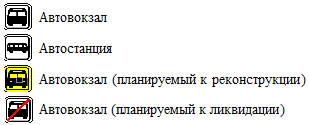 Автовокзал
Автостанция
Автовокзал (планируемый к реконструкции)
Автовокзал (планируемый к ликвидации)